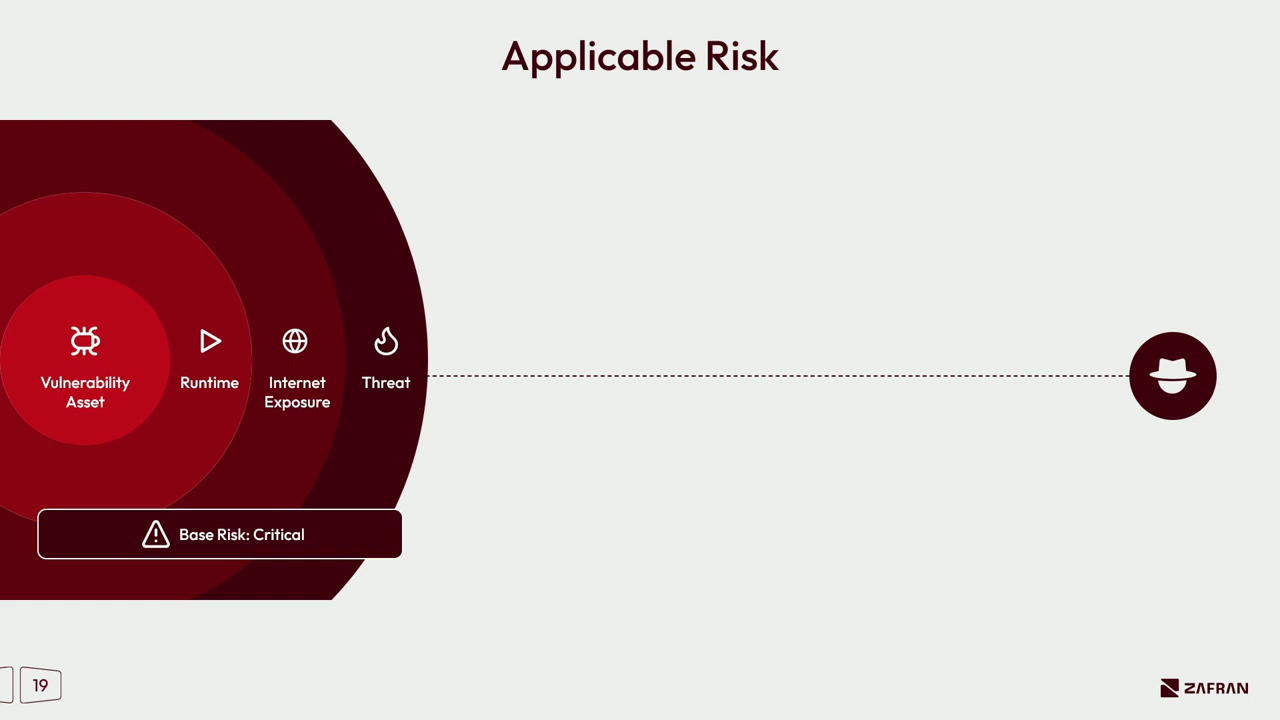 Applicable Risk
Vulnerability
Asset
Runtime
Internet
Exposure
Threat
Base Risk: Critical
19
ZAFRAN